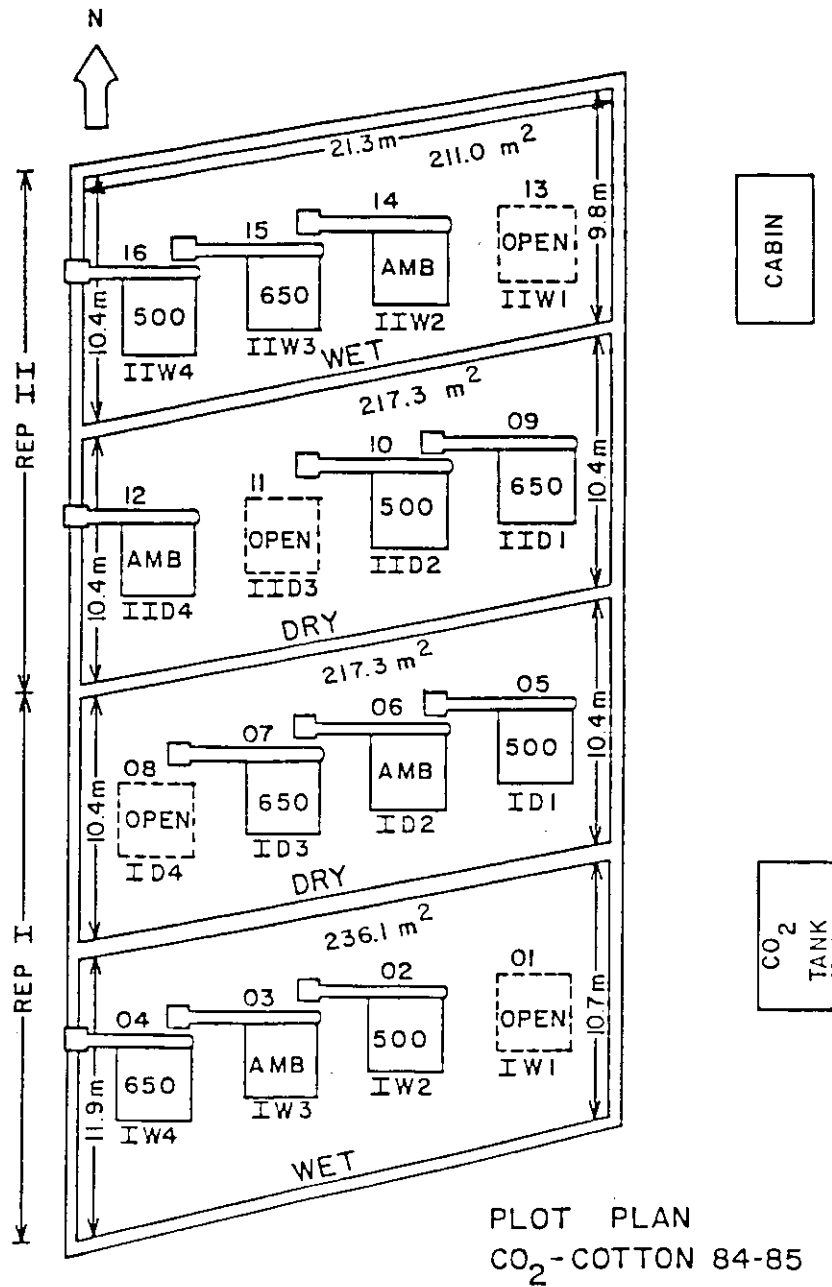 N
21.3m
211.0 m²
13
OPEN
IIW1
14
AMB
IIW2
15
650
IIW3
16
500
IIW4
10.4m
9.8m
WET
CABIN
REP II
217.3 m²
09
650
IID1
10
500
IID2
11
OPEN
IID3
12
AMB
IID4
10.4m
10.4m
DRY
217.3 m²
05
500
ID1
06
AMB
ID2
07
650
ID3
08
OPEN
ID4
10.4m
10.4m
DRY
REP I
236.1 m²
01
OPEN
IW1
02
500
IW2
03
AMB
IW3
04
650
IW4
11.9m
10.7m
WET
CO₂
TANK
PLOT PLAN
CO₂-COTTON 84-85